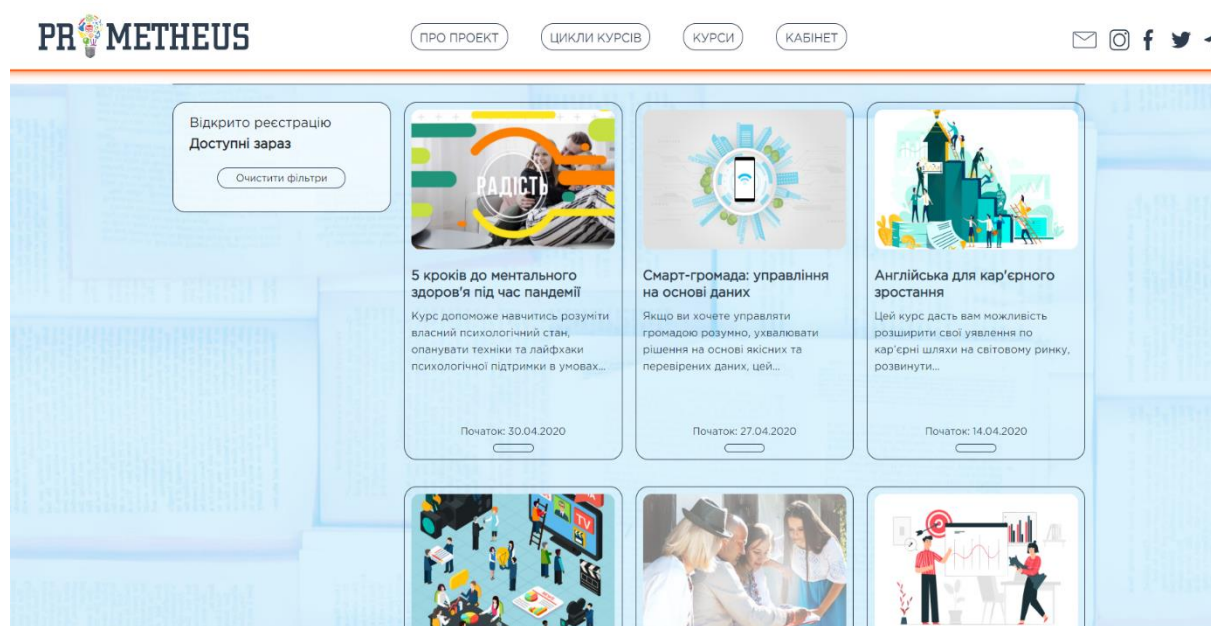 PROMETHEUS
ПРО ПРОЕКТ
ЦИКЛИ КУРСІВ
КУРСИ
КАБІНЕТ
Відкрито реєстрацію
Доступні зараз
Очистити фільтри
РАДІСТЬ
5 кроків до ментального
здоров'я під час пандемії
Курс допоможе навчитись розуміти
власний психологічний стан,
опанувати техніки та лайфхаки
психологічної підтримки в умовах...
Початок: 30.04.2020
Смарт-громада: управління
на основі даних
Якщо ви хочете управляти
громадою розумно, ухвалювати
рішення на основі якісних та
перевірених даних, цей...
Початок: 27.04.2020
Англійська для кар'єрного
зростання
Цей курс дасть вам можливість
розширити свої уявлення по
кар'єрні шляхи на світовому ринку,
розвинути...
Початок: 14.04.2020
TV